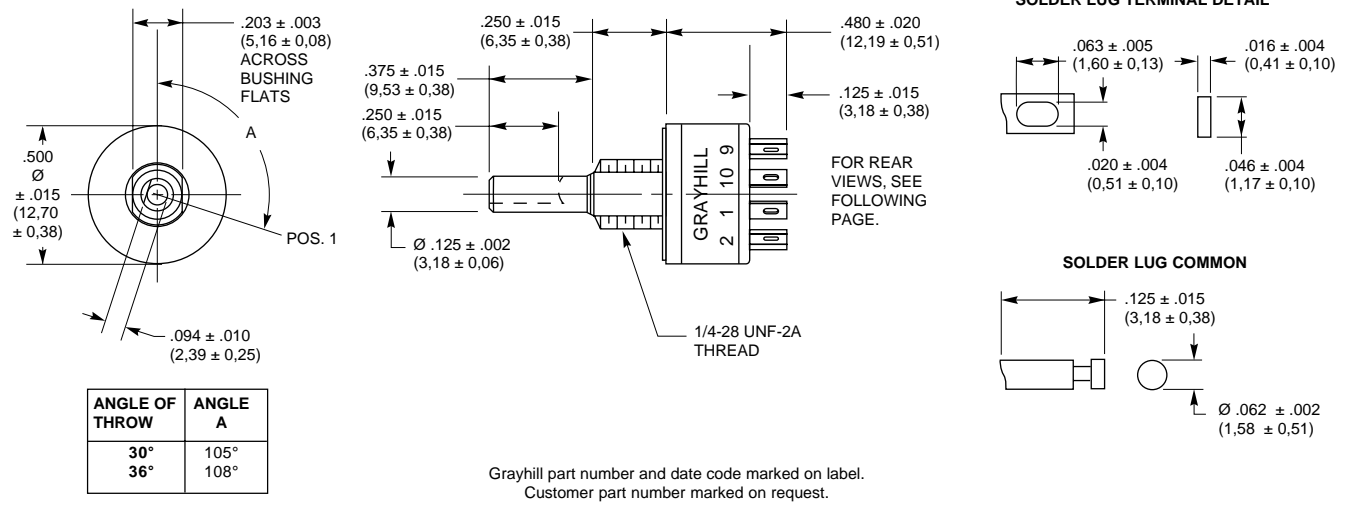 .203 ± .003
(5,16 ± 0,08)
ACROSS
BUSHING
FLATS
A
.500
Ø
± .015
(12,70
± 0,38)
POS. 1
.094 ± .010
(2,39 ± 0,25)
ANGLE OF THROW ANGLE A
30° 105°
36° 108°
.250 ± .015
(6,35 ± 0,38)
.480 ± .020
(12,19 ± 0,51)
.375 ± .015
(9,53 ± 0,38)
.125 ± .015
(3,18 ± 0,38)
.250 ± .015
(6,35 ± 0,38)
GRAYHILL
2 1 10 9
FOR REAR
VIEWS, SEE
FOLLOWING
PAGE.
Ø .125 ± .002
(3,18 ± 0,06)
1/4-28 UNF-2A
THREAD
Grayhill part number and date code marked on label.
Customer part number marked on request.
SOLDER LUG TERMINAL DETAIL
.063 ± .005
(1,60 ± 0,13)
.016 ± .004
(0,41 ± 0,10)
.020 ± .004
(0,51 ± 0,10)
.046 ± .004
(1,17 ± 0,10)
SOLDER LUG COMMON
.125 ± .015
(3,18 ± 0,38)
Ø .062 ± .002
(1,58 ± 0,51)